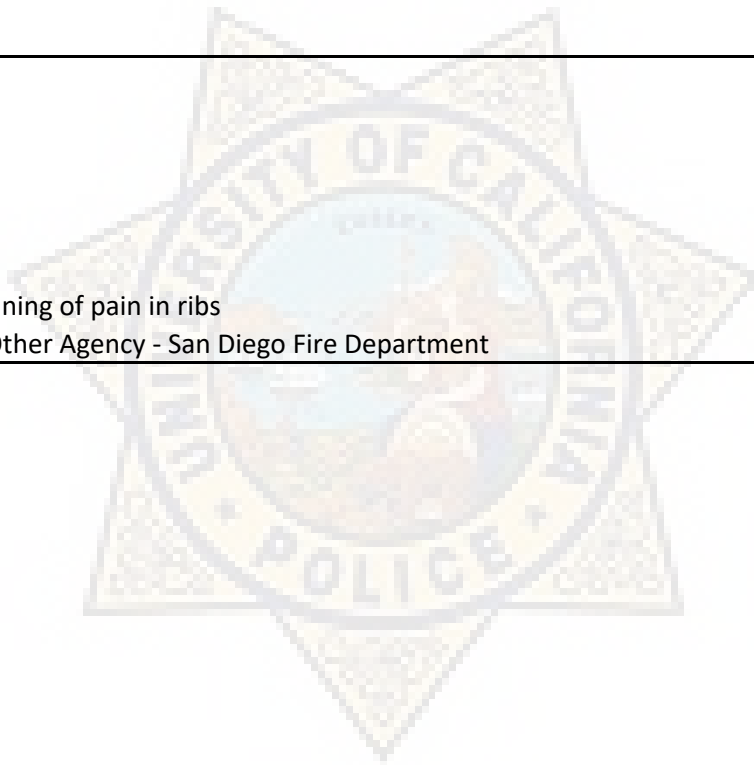 ning of pain in ribs
Other Agency - San Diego Fire Department
UNIVERSITY OF CALIFORNIA
POLICE